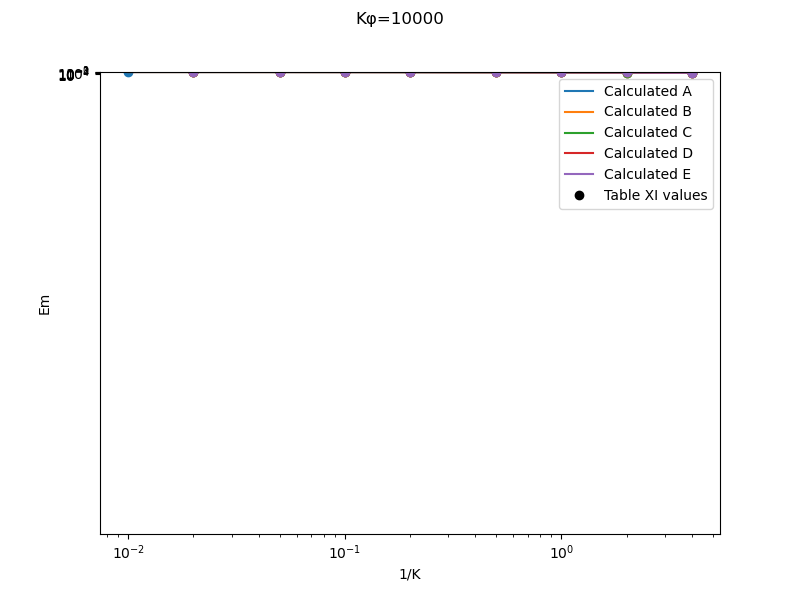 Kφ=10000
Em
Calculated A
Calculated B
Calculated C
Calculated D
Calculated E
Table XI values
10⁻² 10⁻¹ 10⁰
1/K